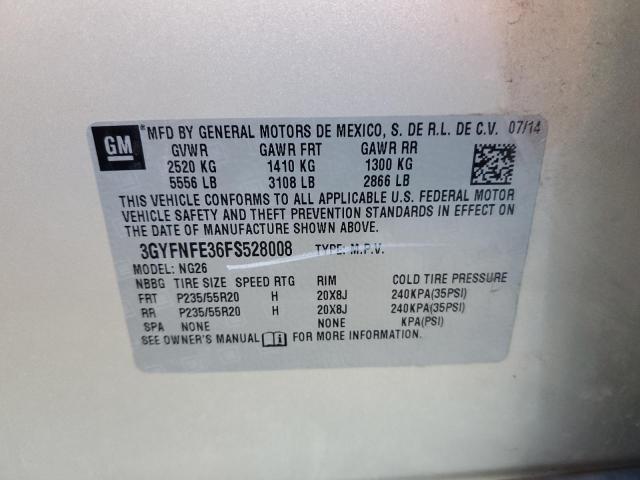 GM
*MFD BY GENERAL MOTORS DE MEXICO, S. DE R.L. DE C.V. 07/14
GVWR GAWR FRT GAWR RR
2520 KG 1410 KG 1300 KG
5556 LB 3108 LB 2866 LB
THIS VEHICLE CONFORMS TO ALL APPLICABLE U.S. FEDERAL MOTOR
VEHICLE SAFETY AND THEFT PREVENTION STANDARDS IN EFFECT ON
THE DATE OF MANUFACTURE SHOWN ABOVE.
3GYFNFE36FS528008 TYPE: M.P.V.
MODEL: NG26
NBBG TIRE SIZE SPEED RTG RIM COLD TIRE PRESSURE
FRT P235/55R20 H 20X8J 240KPA(35PSI)
RR P235/55R20 H 20X8J 240KPA(35PSI)
SPA NONE NONE KPA(PSI)
SEE OWNER'S MANUAL FOR MORE INFORMATION.